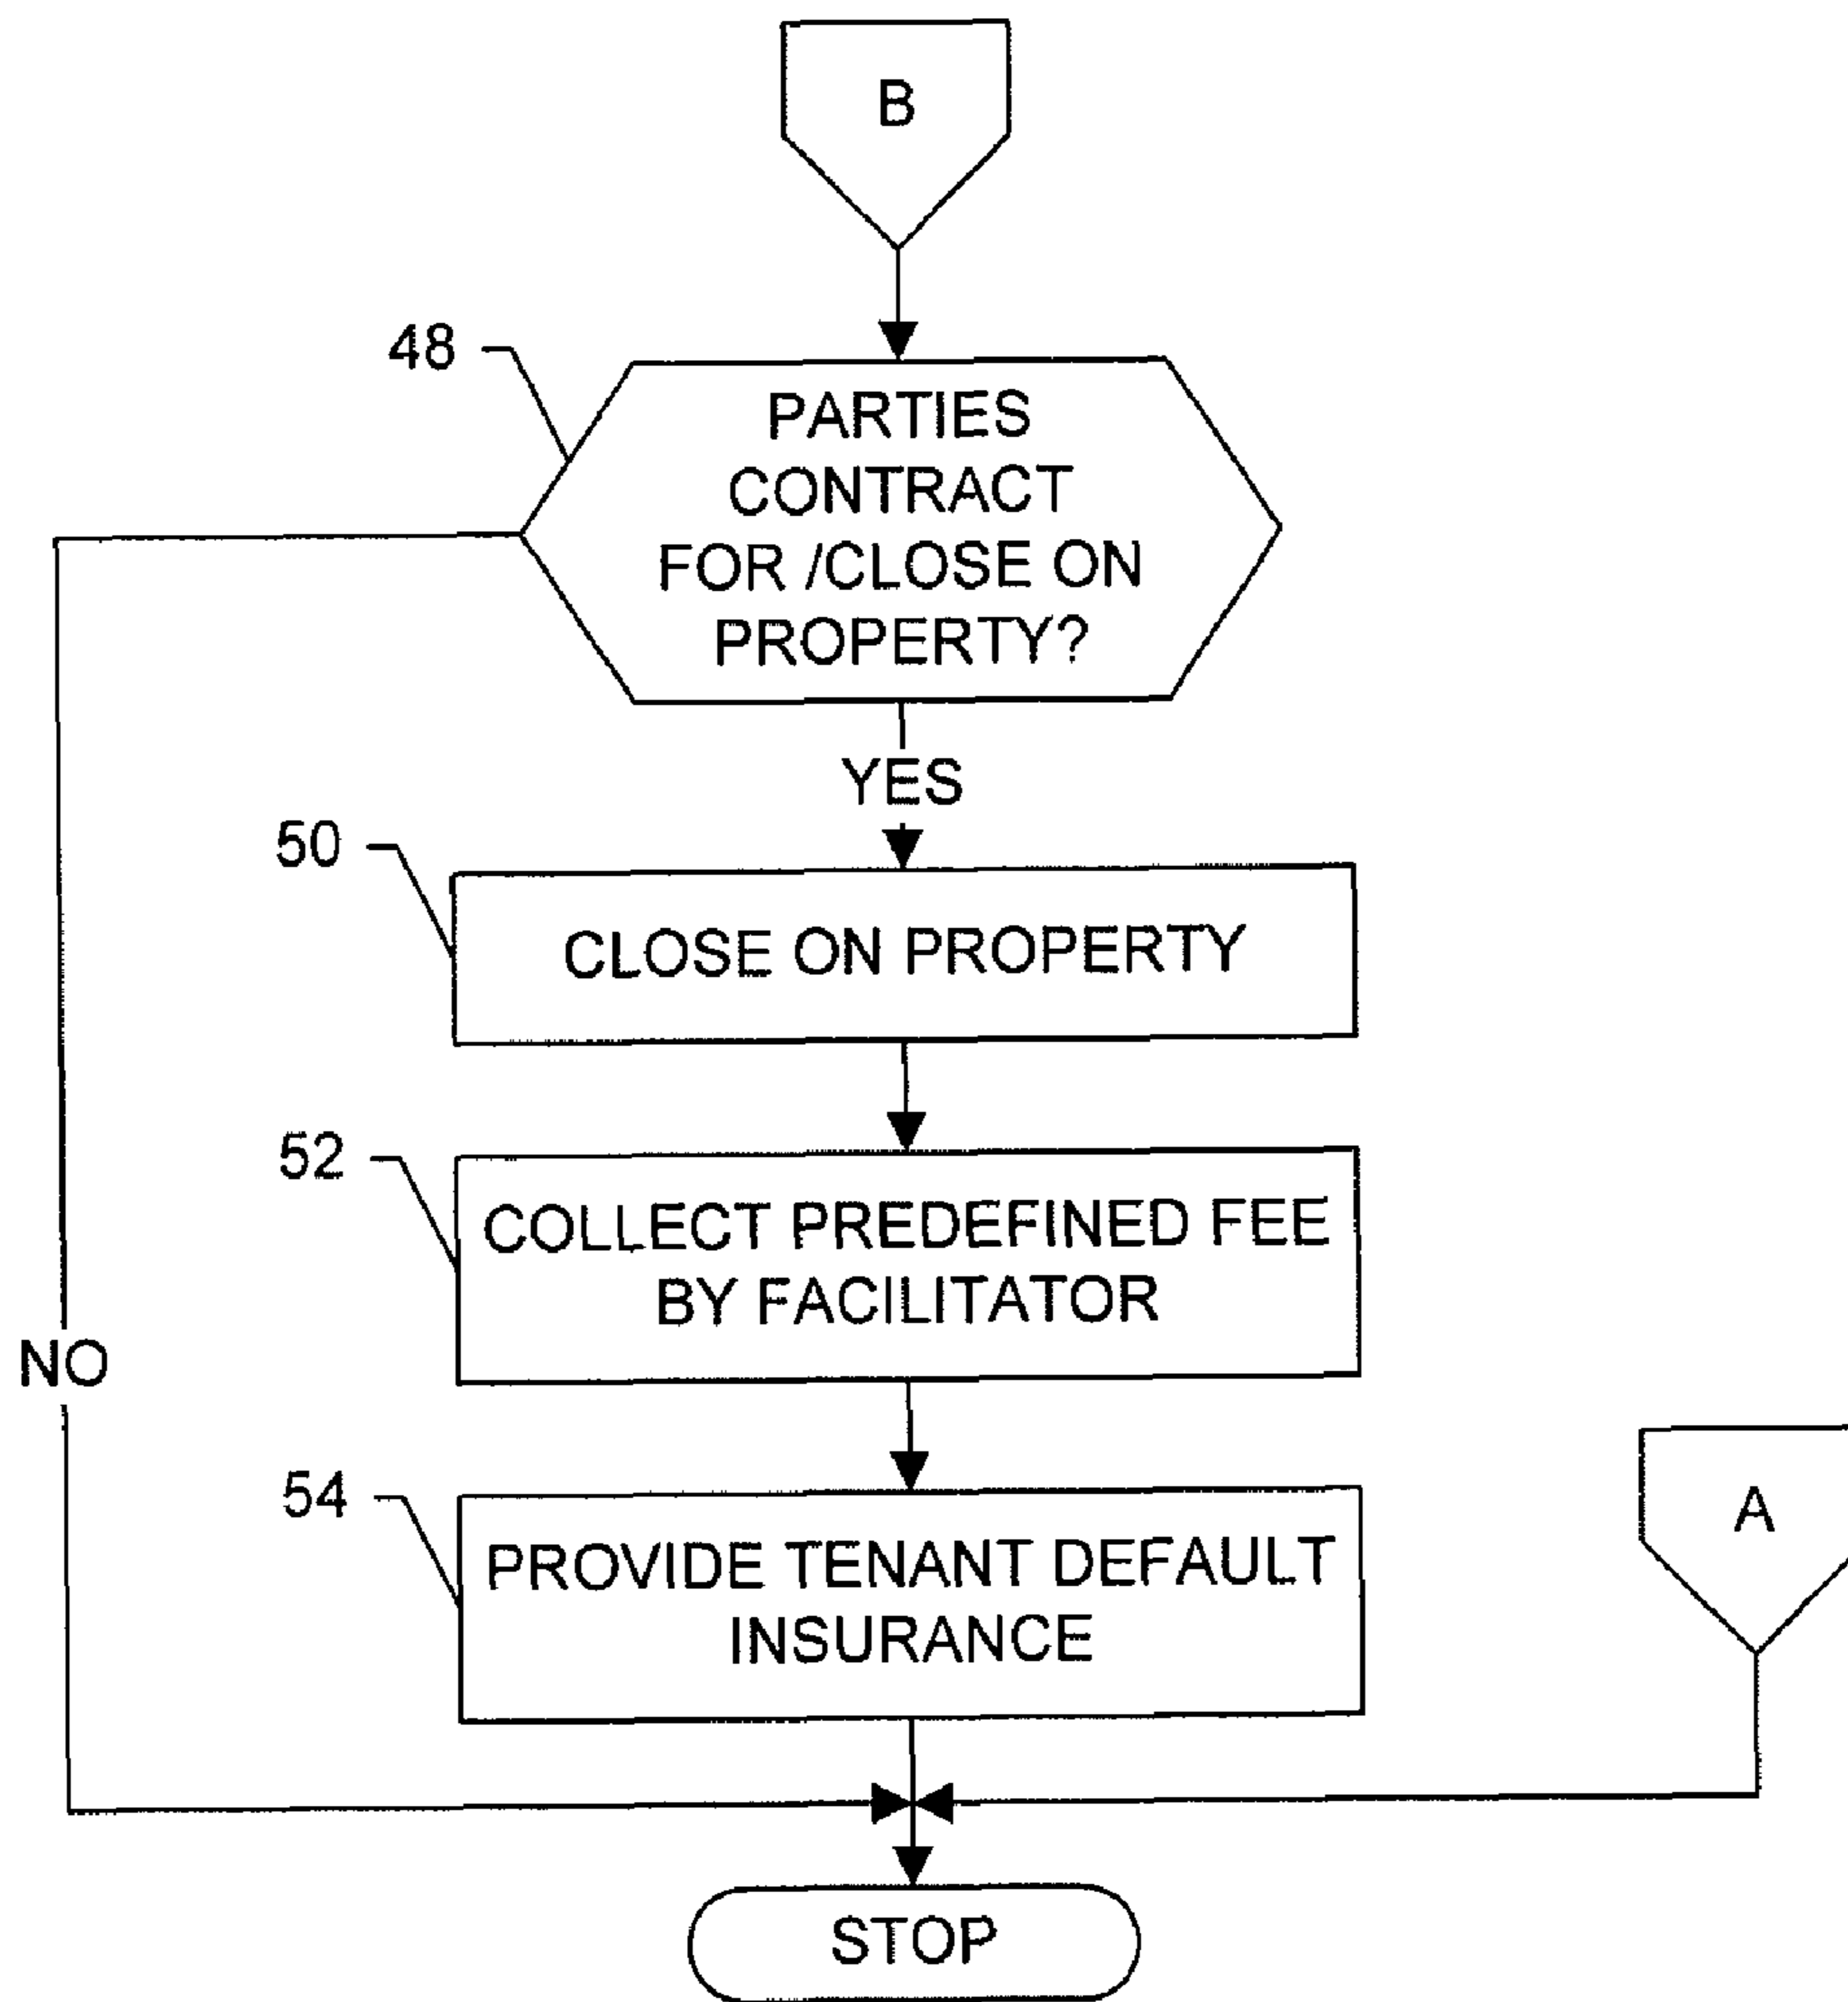 B
48
PARTIES
CONTRACT
FOR /CLOSE ON
PROPERTY?
YES
50
CLOSE ON PROPERTY
52
COLLECT PREDEFINED FEE
BY FACILITATOR
NO
54
PROVIDE TENANT DEFAULT
INSURANCE
A
STOP